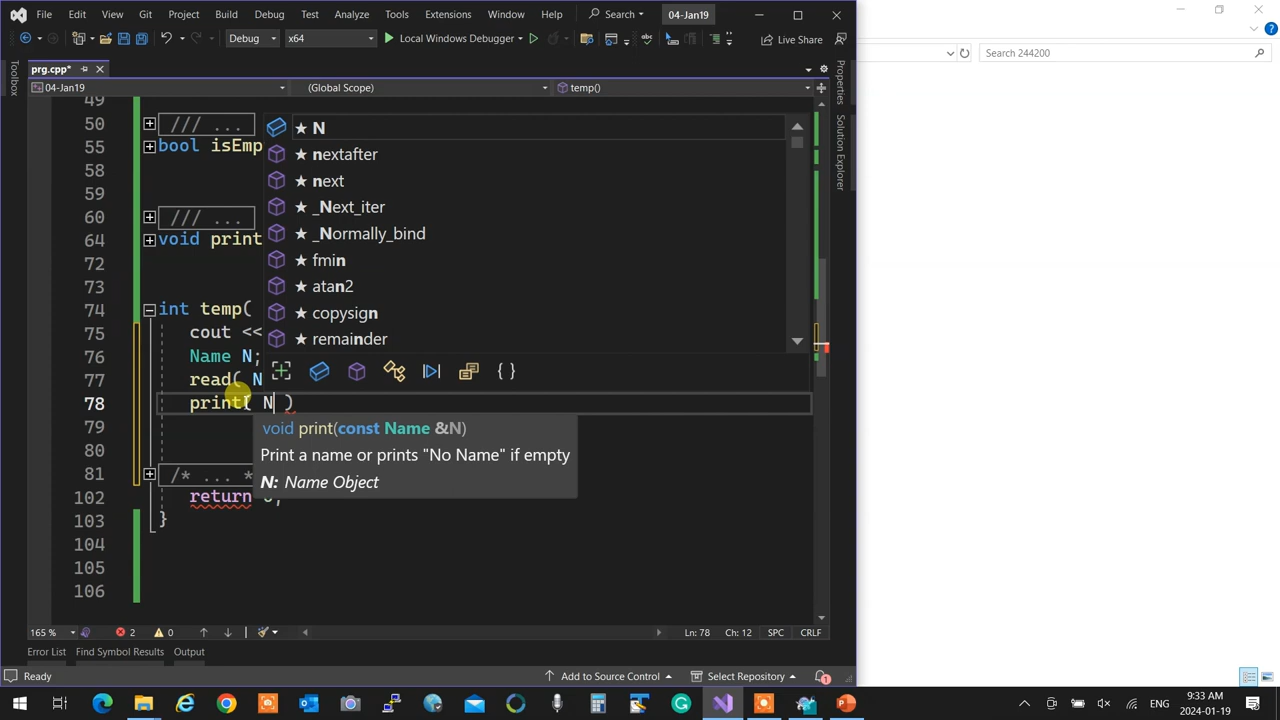 File Edit View Git Project Build Debug Test Analyze Tools Extensions Window Help Search 04-Jan19
Debug x64 Local Windows Debugger Live Share
Search 244200
Toolbox
prg.cpp*
04-Jan19 (Global Scope) temp()
Properties
Solution Explorer
49
50 /// ...
55 bool isEmp
58
59
60 /// ...
64 void print
72
73
74 int temp(
75 cout <<
76 Name N;
77 read( N
78 print( N )
79
80
81 /* ... *
102 return 0;
103 }
104
105
106
★ N
★ nextafter
★ next
★ _Next_iter
★ _Normally_bind
★ fmin
★ atan2
★ copysign
★ remainder
{ }
void print(const Name &N)
Print a name or prints "No Name" if empty
N: Name Object
165 % 2 0 Ln: 78 Ch: 12 SPC CRLF
Error List Find Symbol Results Output
Ready Add to Source Control Select Repository 1
ENG 9:33 AM
2024-01-19